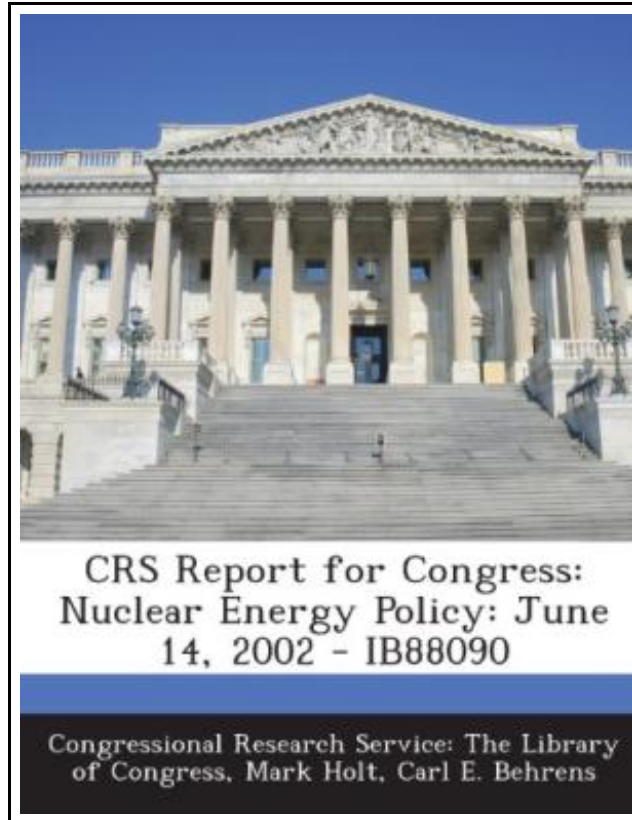 CRS Report for Congress:
Nuclear Energy Policy: June
14, 2002 - IB88090
Congressional Research Service: The Library
of Congress, Mark Holt, Carl E. Behrens